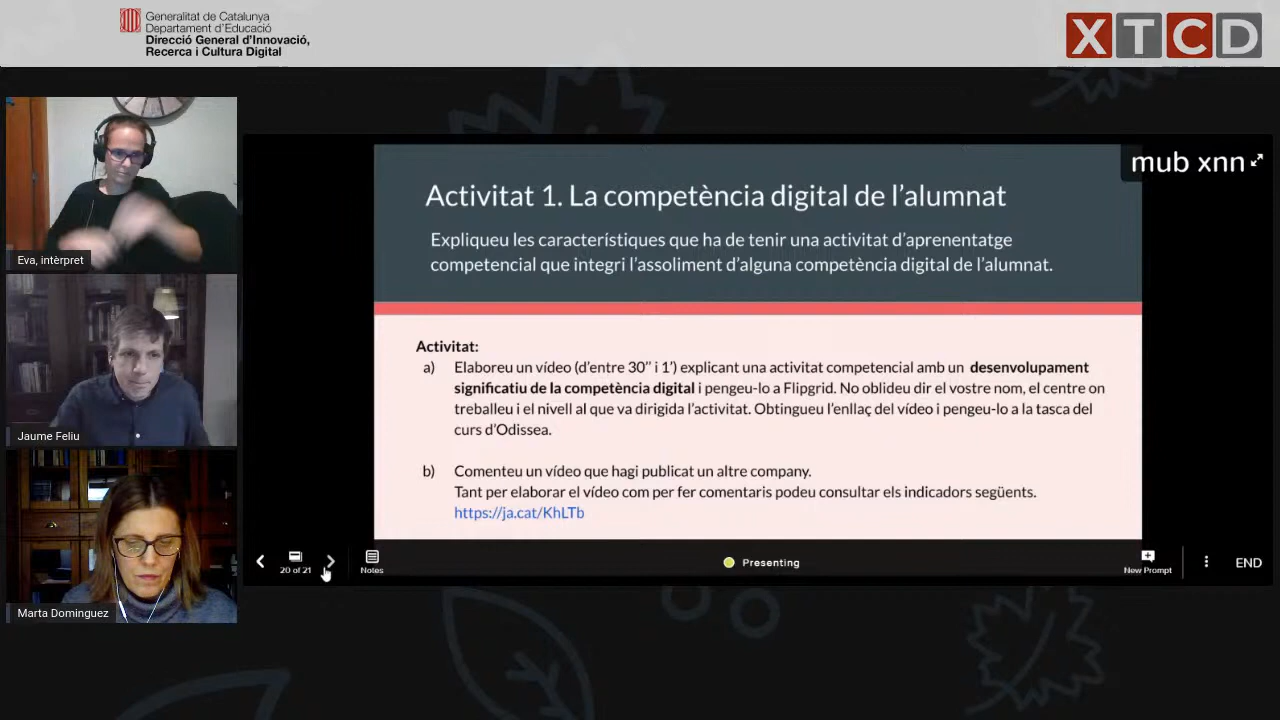 Generalitat de Catalunya
Departament d'Educació
Direcció General d'Innovació,
Recerca i Cultura Digital
XTCD
Eva, intèrpret
Jaume Feliu
Marta Dominguez
mub xnn
Activitat 1. La competència digital de l’alumnat
Expliqueu les característiques que ha de tenir una activitat d’aprenentatge
competencial que integri l’assoliment d’alguna competència digital de l’alumnat.
Activitat:
a) Elaboreu un vídeo (d’entre 30’’ i 1’) explicant una activitat competencial amb un desenvolupament
significatiu de la competència digital i pengeu-lo a Flipgrid. No oblideu dir el vostre nom, el centre on
treballeu i el nivell al que va dirigida l’activitat. Obtingueu l’enllaç del vídeo i pengeu-lo a la tasca del
curs d’Odissea.
b) Comenteu un vídeo que hagi publicat un altre company.
Tant per elaborar el vídeo com per fer comentaris podeu consultar els indicadors següents.
https://ja.cat/KhLTb
20 of 21
Notes
Presenting
New Prompt
END